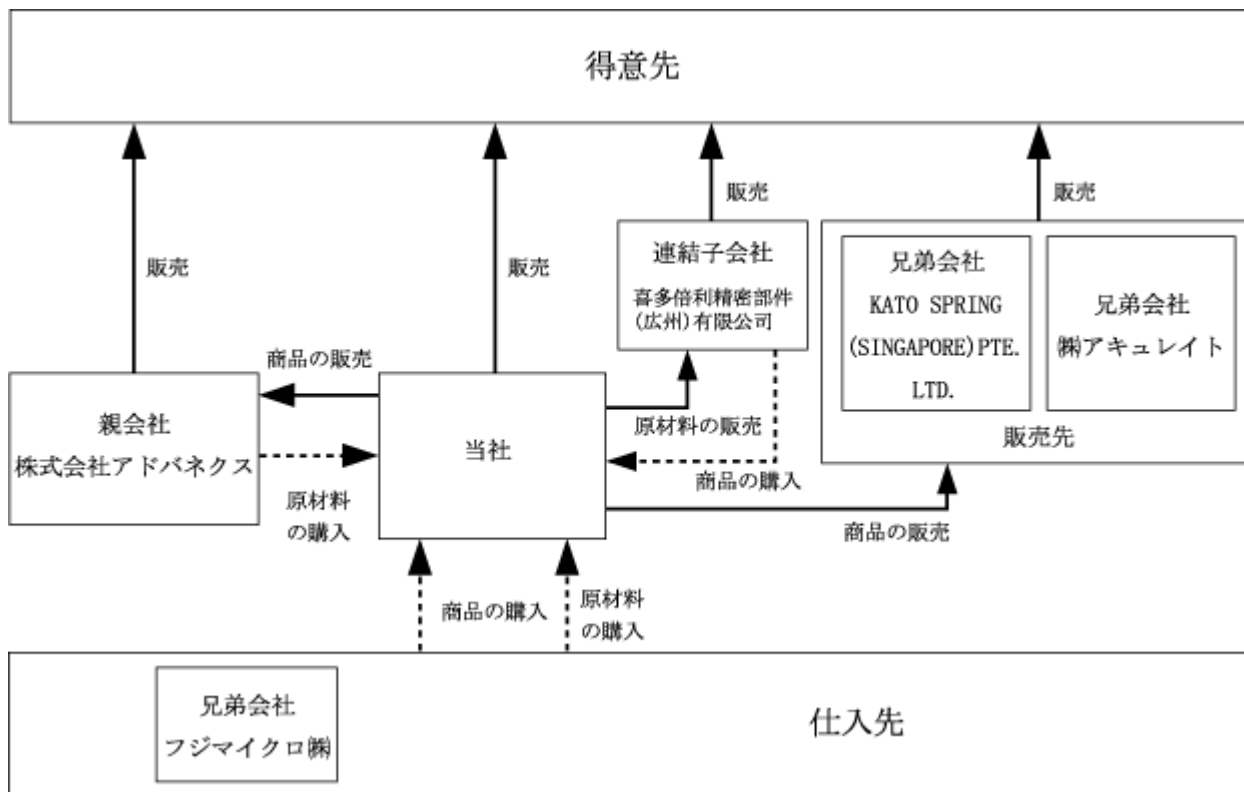 得意先
販売
販売
販売
販売
連結子会社
喜多倍利精密部件
(広州)有限公司
兄弟会社
KATO SPRING
(SINGAPORE)PTE.
LTD.
兄弟会社
㈱アキュレイト
販売先
商品の販売
親会社
株式会社アドバネクス
当社
原材料の販売
商品の購入
原材料
の購入
商品の販売
商品の購入
原材料
の購入
兄弟会社
フジマイクロ㈱
仕入先